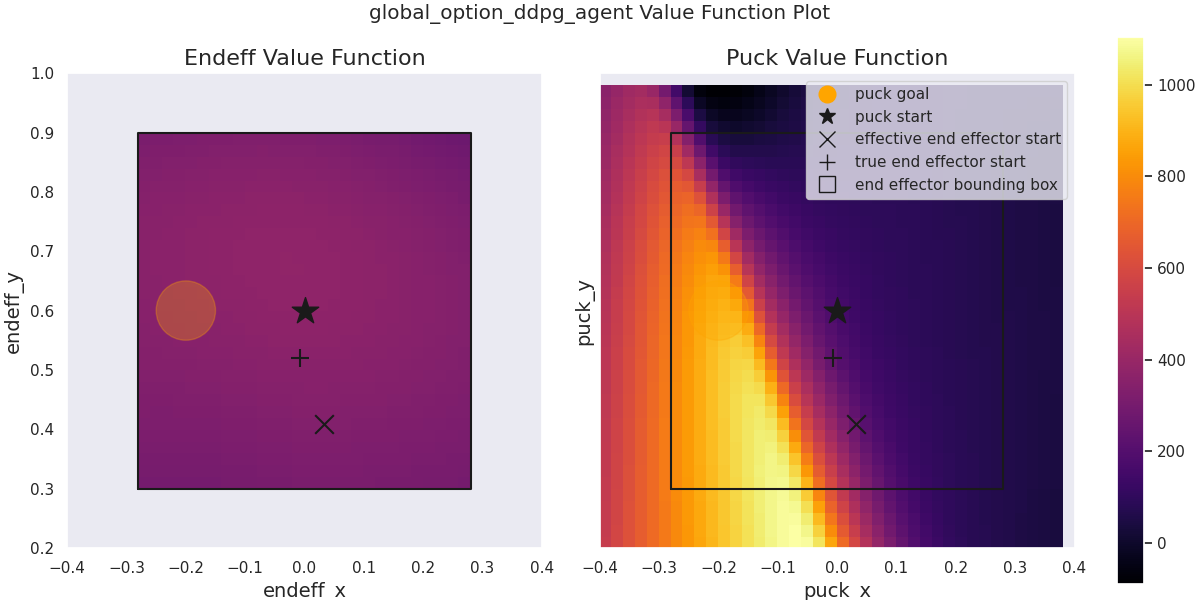 global_option_ddpg_agent Value Function Plot
Endeff Value Function
Puck Value Function
1.0
0.9
0.8
0.7
0.6
0.5
0.4
0.3
0.2
endeff_y
−0.4 −0.3 −0.2 −0.1 0.0 0.1 0.2 0.3 0.4
endeff_x
puck goal
puck start
effective end effector start
true end effector start
end effector bounding box
puck_y
−0.4 −0.3 −0.2 −0.1 0.0 0.1 0.2 0.3 0.4
puck_x
1000
800
600
400
200
0